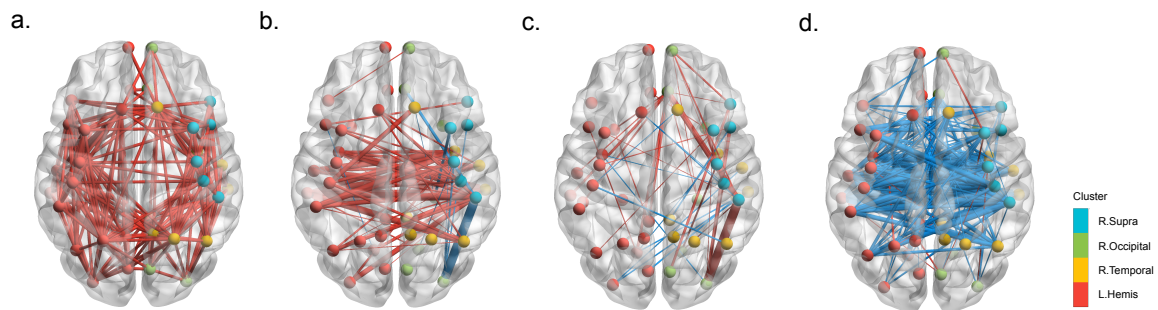 a.
b.
c.
d.
Cluster
R.Supra
R.Occipital
R.Temporal
L.Hemis